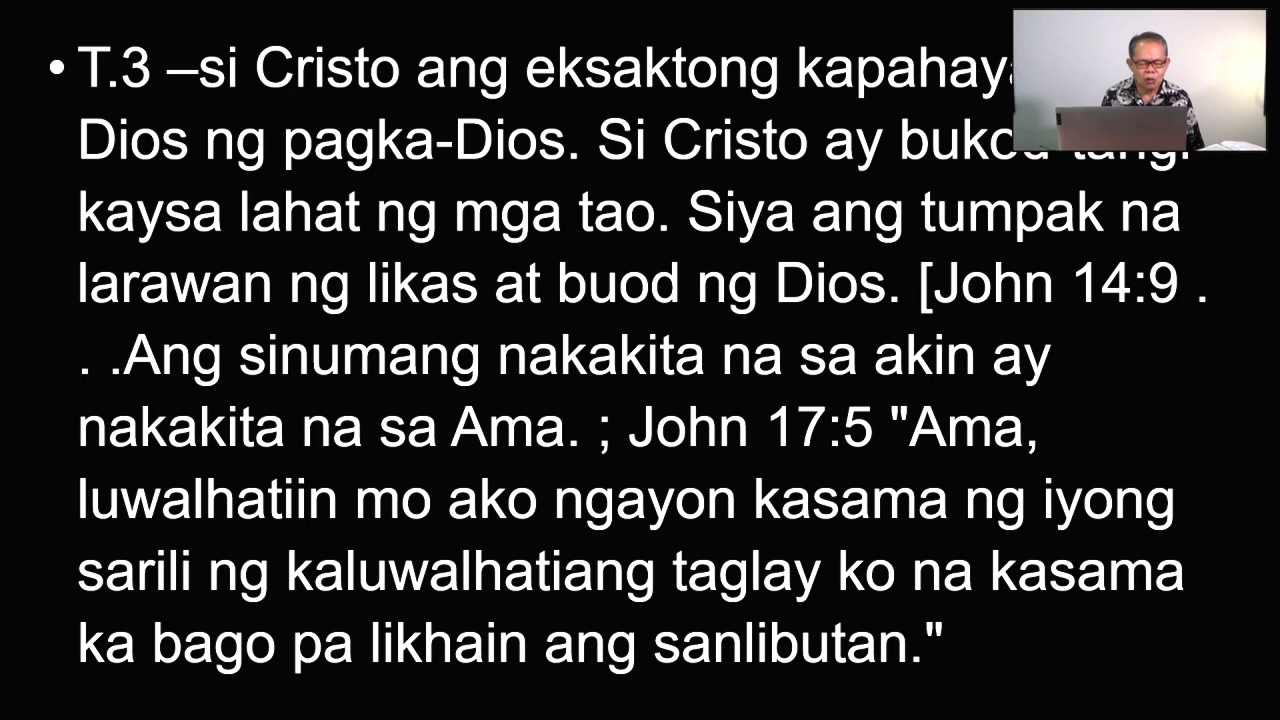 • T.3 –si Cristo ang eksaktong
Dios ng pagka-Dios. Si Cristo ay
kaysa lahat ng mga tao. Siya ang tumpak na
larawan ng likas at buod ng Dios. [John 14:9 .
. .Ang sinumang nakakita na sa akin ay
nakakita na sa Ama. ; John 17:5 "Ama,
luwalhatiin mo ako ngayon kasama ng iyong
sarili ng kaluwalhatiang taglay ko na kasama
ka bago pa likhain ang sanlibutan."